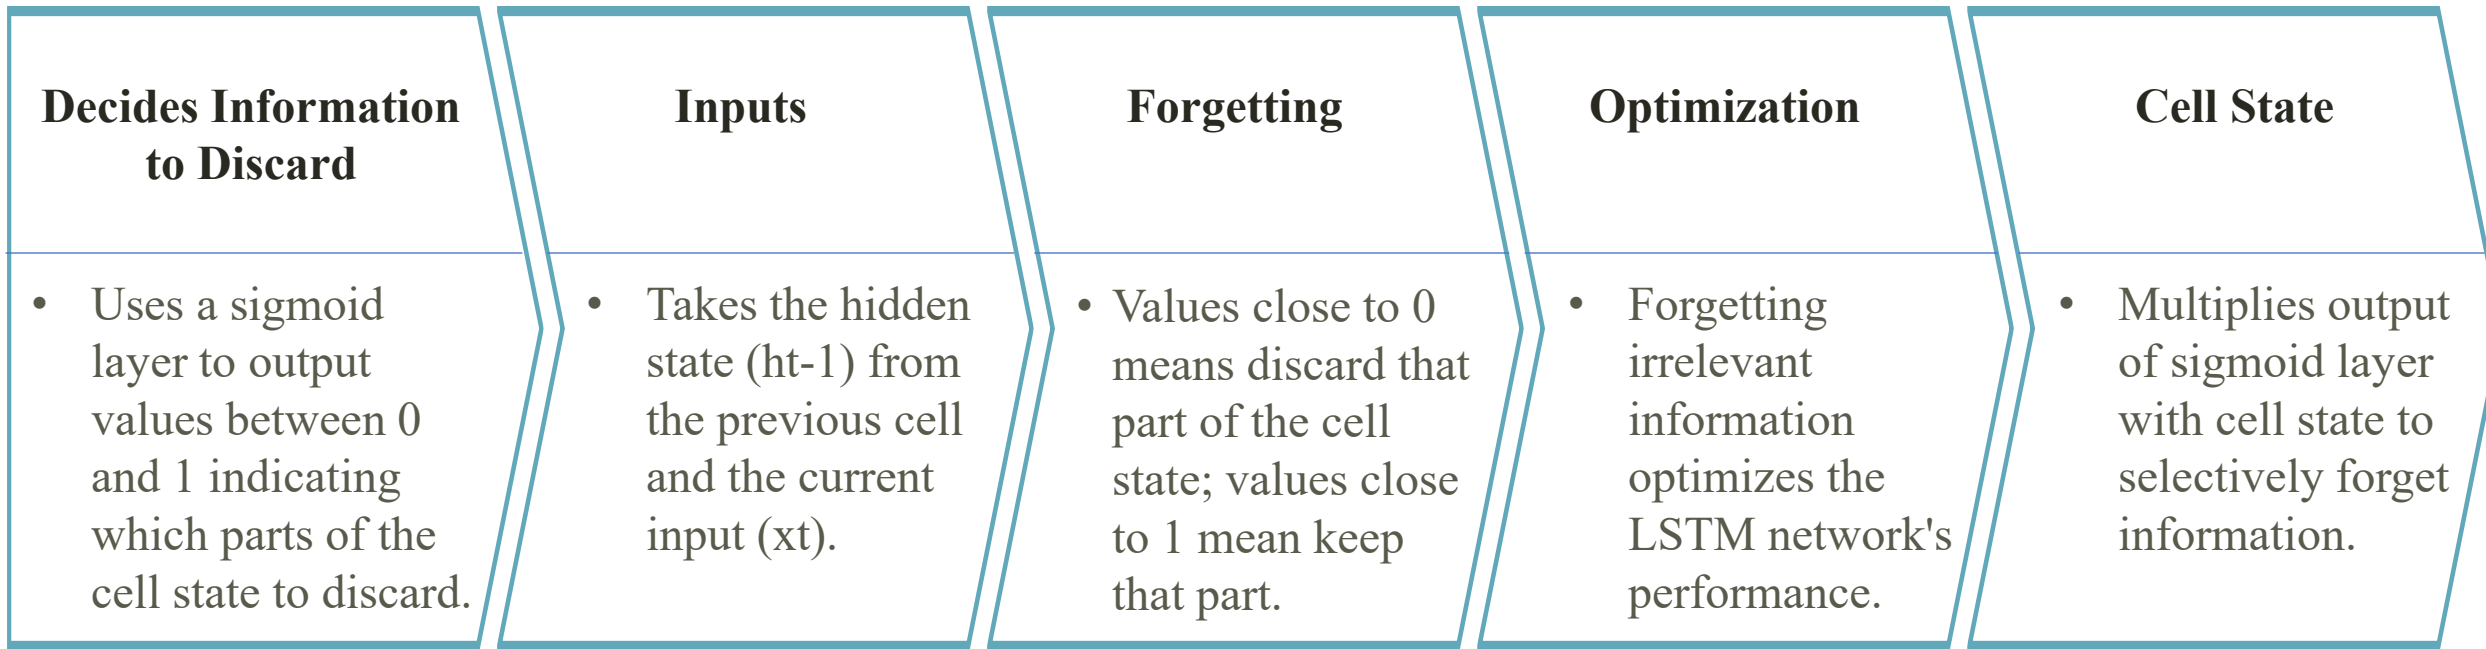 Decides Information
to Discard
• Uses a sigmoid
layer to output
values between 0
and 1 indicating
which parts of the
cell state to discard.
Inputs
• Takes the hidden
state (ht-1) from
the previous cell
and the current
input (xt).
Forgetting
• Values close to 0
means discard that
part of the cell
state; values close
to 1 mean keep
that part.
Optimization
• Forgetting
irrelevant
information
optimizes the
LSTM network's
performance.
Cell State
• Multiplies output
of sigmoid layer
with cell state to
selectively forget
information.